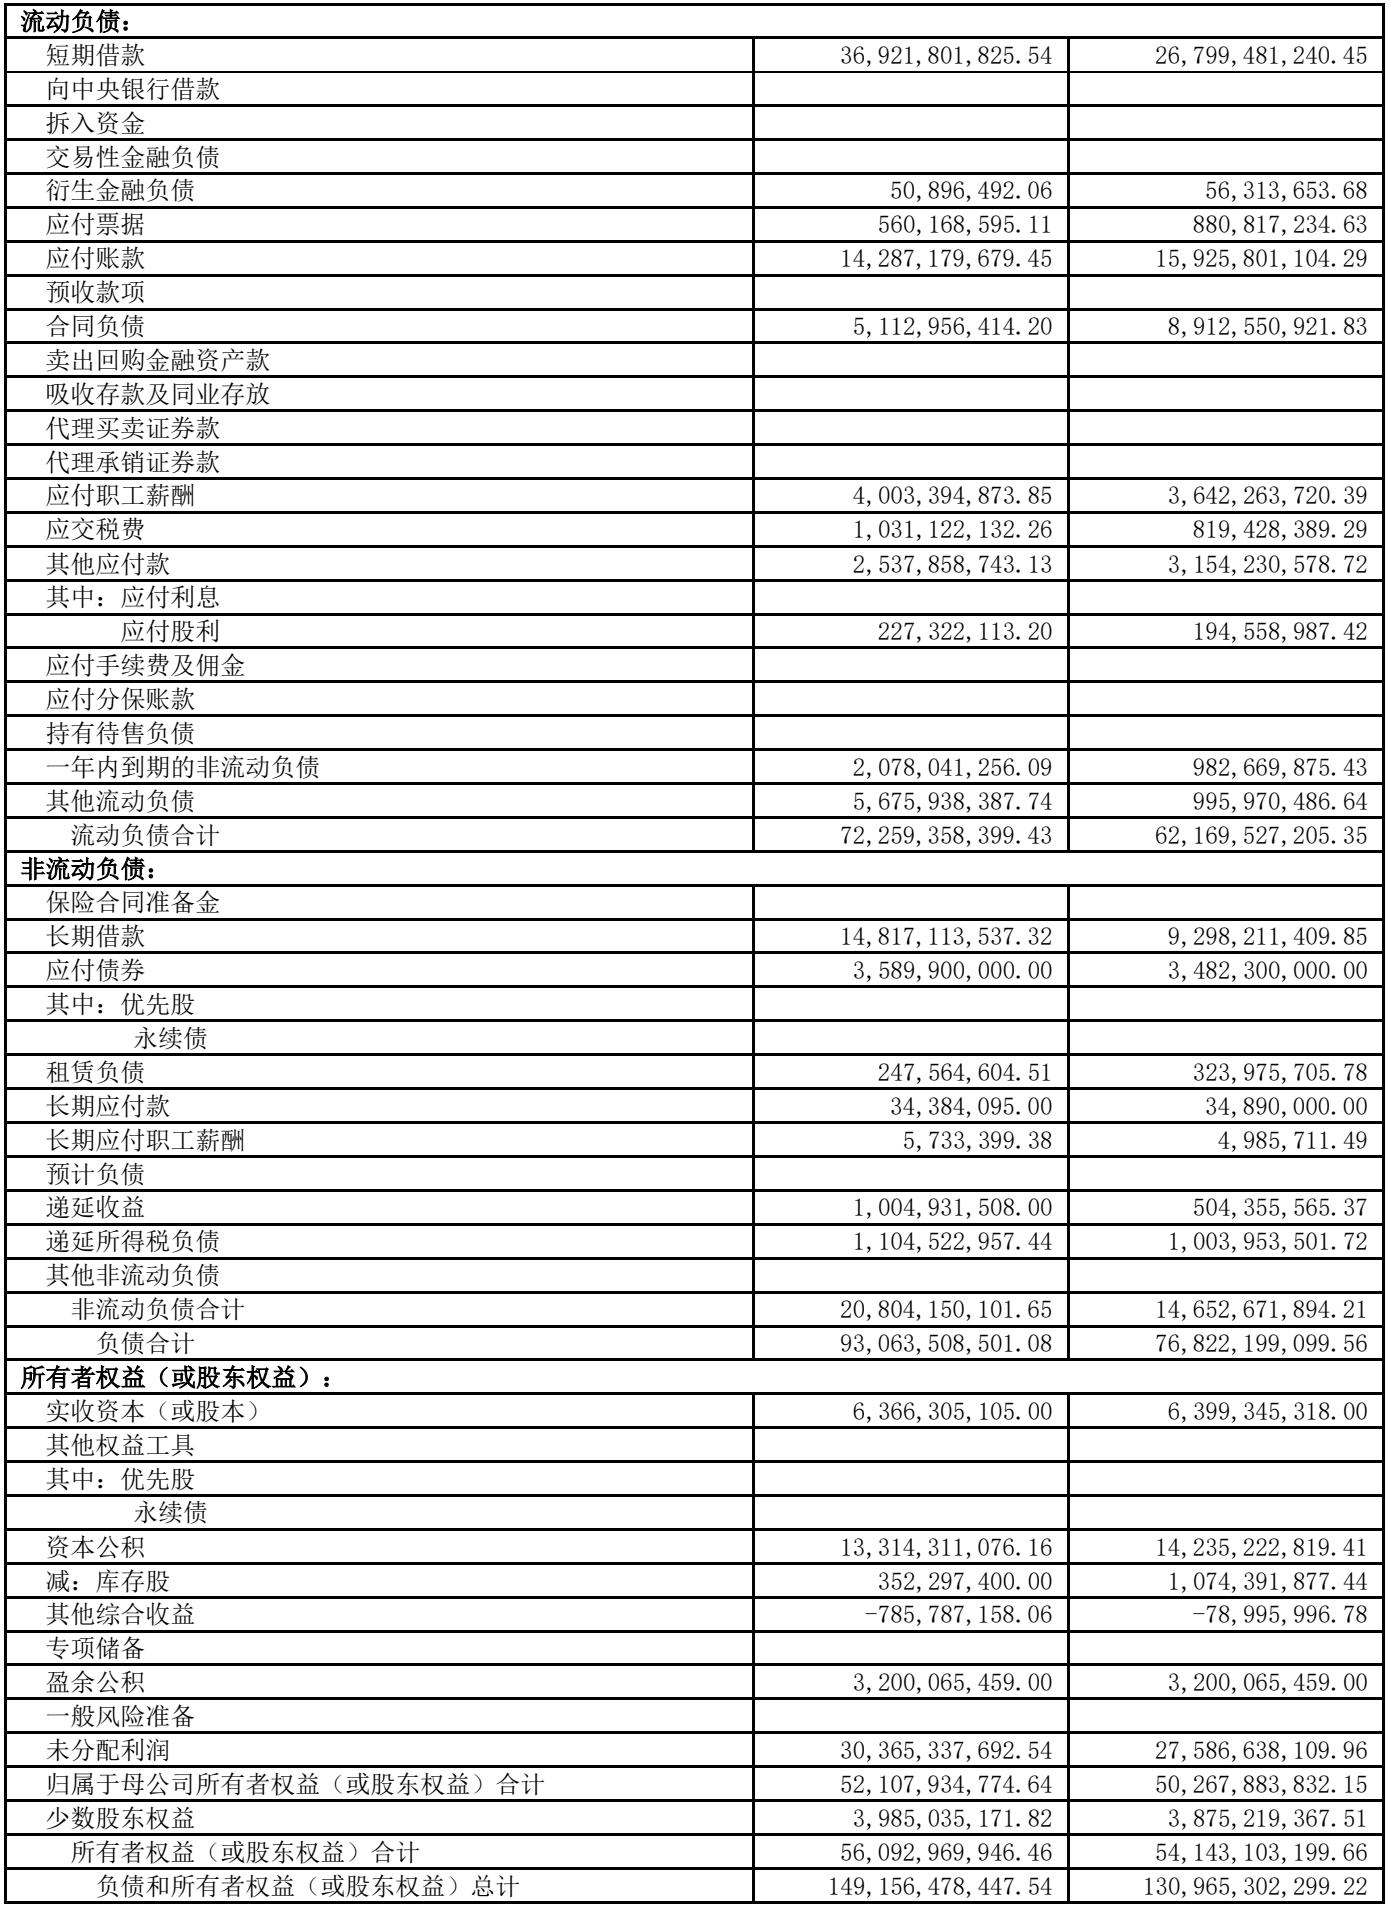 流动负债：
短期借款 36,921,801,825.54 26,799,481,240.45
向中央银行借款
拆入资金
交易性金融负债
衍生金融负债 50,896,492.06 56,313,653.68
应付票据 560,168,595.11 880,817,234.63
应付账款 14,287,179,679.45 15,925,801,104.29
预收款项
合同负债 5,112,956,414.20 8,912,550,921.83
卖出回购金融资产款
吸收存款及同业存放
代理买卖证券款
代理承销证券款
应付职工薪酬 4,003,394,873.85 3,642,263,720.39
应交税费 1,031,122,132.26 819,428,389.29
其他应付款 2,537,858,743.13 3,154,230,578.72
其中：应付利息
应付股利 227,322,113.20 194,558,987.42
应付手续费及佣金
应付分保账款
持有待售负债
一年内到期的非流动负债 2,078,041,256.09 982,669,875.43
其他流动负债 5,675,938,387.74 995,970,486.64
流动负债合计 72,259,358,399.43 62,169,527,205.35
非流动负债：
保险合同准备金
长期借款 14,817,113,537.32 9,298,211,409.85
应付债券 3,589,900,000.00 3,482,300,000.00
其中：优先股
永续债
租赁负债 247,564,604.51 323,975,705.78
长期应付款 34,384,095.00 34,890,000.00
长期应付职工薪酬 5,733,399.38 4,985,711.49
预计负债
递延收益 1,004,931,508.00 504,355,565.37
递延所得税负债 1,104,522,957.44 1,003,953,501.72
其他非流动负债
非流动负债合计 20,804,150,101.65 14,652,671,894.21
负债合计 93,063,508,501.08 76,822,199,099.56
所有者权益（或股东权益）：
实收资本（或股本） 6,366,305,105.00 6,399,345,318.00
其他权益工具
其中：优先股
永续债
资本公积 13,314,311,076.16 14,235,222,819.41
减：库存股 352,297,400.00 1,074,391,877.44
其他综合收益 -785,787,158.06 -78,995,996.78
专项储备
盈余公积 3,200,065,459.00 3,200,065,459.00
一般风险准备
未分配利润 30,365,337,692.54 27,586,638,109.96
归属于母公司所有者权益（或股东权益）合计 52,107,934,774.64 50,267,883,832.15
少数股东权益 3,985,035,171.82 3,875,219,367.51
所有者权益（或股东权益）合计 56,092,969,946.46 54,143,103,199.66
负债和所有者权益（或股东权益）总计 149,156,478,447.54 130,965,302,299.22